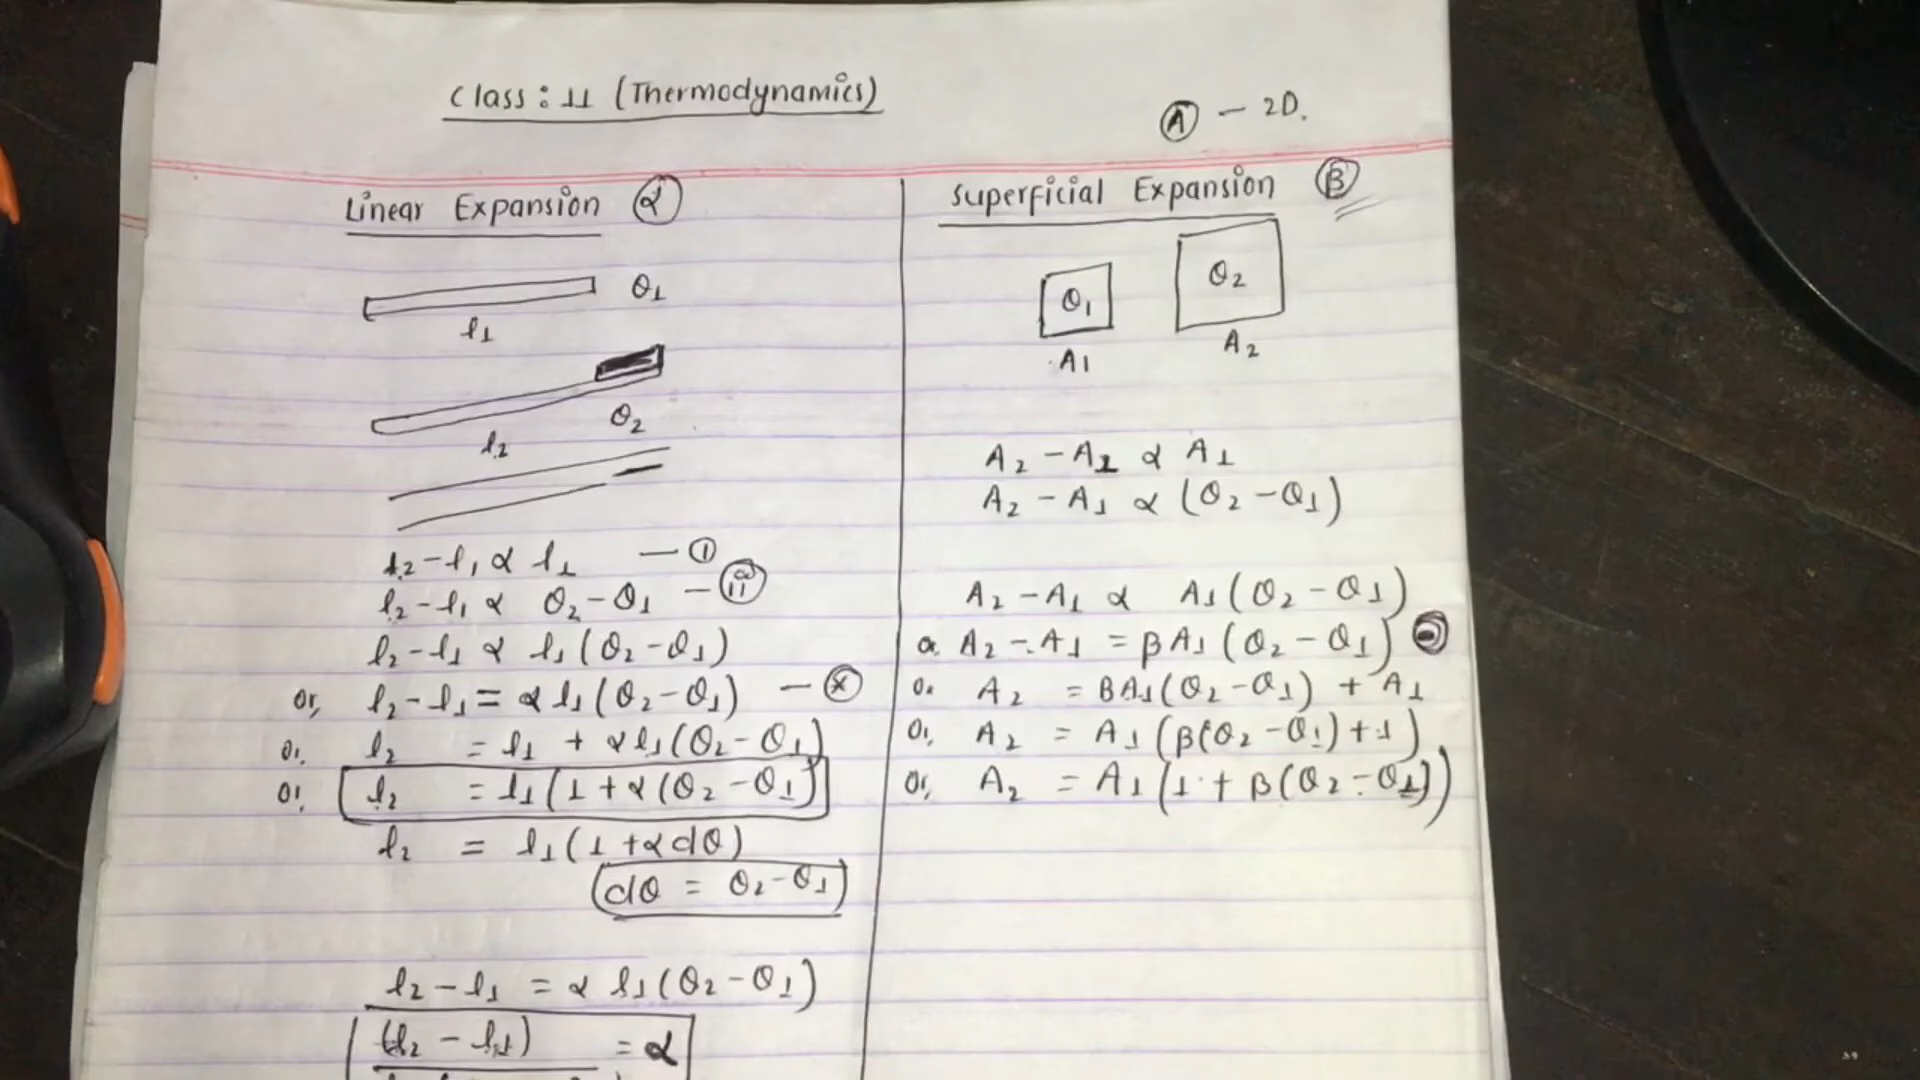 Class: 11 (Thermodynamics)
A - 2D.
Linear Expansion α
θ1
l1
θ2
l2
l2 - l1 α l1 — (i)
l2 - l1 α θ2 - θ1 — (ii)
l2 - l1 α l1 (θ2 - θ1)
or, l2 - l1 = α l1 (θ2 - θ1) — *
or, l2 = l1 + α l1 (θ2 - θ1)
or, l2 = l1 (1 + α (θ2 - θ1)
l2 = l1 (1 + α dθ)
dθ = θ2 - θ1
l2 - l1 = α l1 (θ2 - θ1)
(l2 - l1) = α
Superficial Expansion β
θ1 θ2
A1 A2
A2 - A1 α A1
A2 - A1 α (θ2 - θ1)
A2 - A1 α A1 (θ2 - θ1)
or A2 - A1 = β A1 (θ2 - θ1)
or A2 = β A1 (θ2 - θ1) + A1
or, A2 = A1 (β(θ2 - θ1) + 1)
or, A2 = A1 (1 + β (θ2 - θ1))